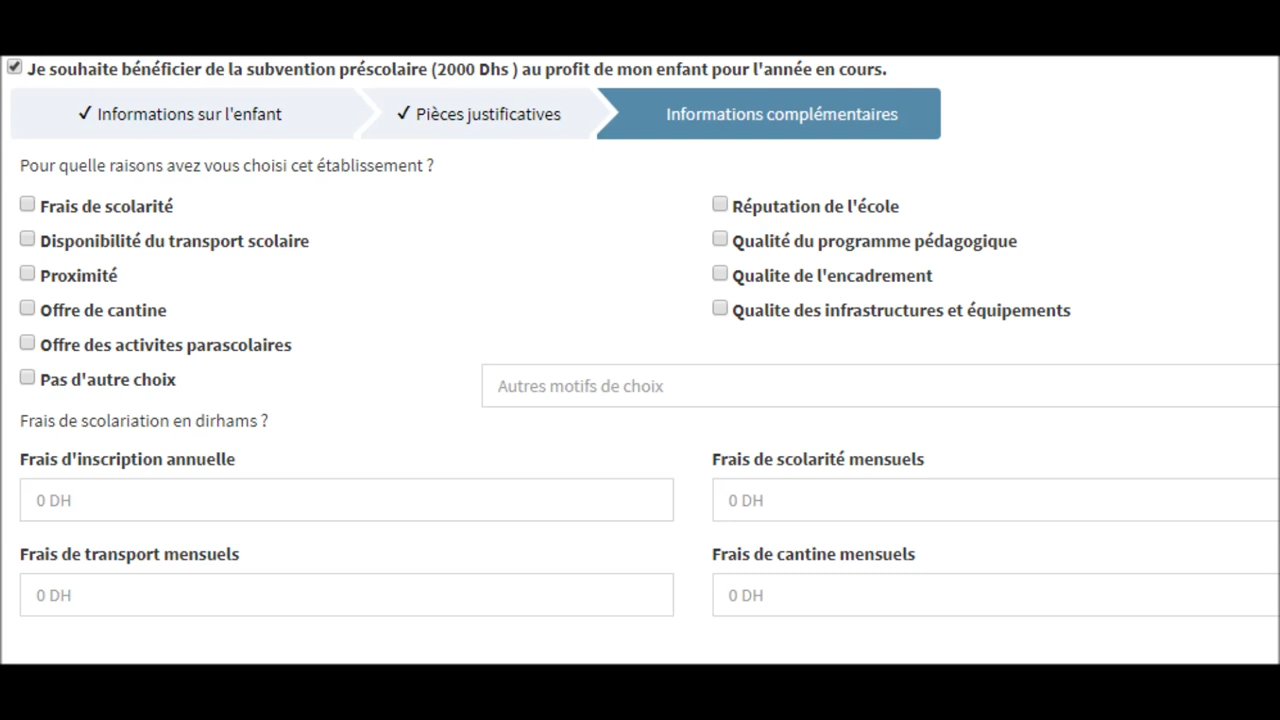 Je souhaite bénéficier de la subvention préscolaire (2000 Dhs ) au profit de mon enfant pour l'année en cours.
✓ Informations sur l'enfant ✓ Pièces justificatives Informations complémentaires
Pour quelle raisons avez vous choisi cet établissement ?
Frais de scolarité Réputation de l'école
Disponibilité du transport scolaire Qualité du programme pédagogique
Proximité Qualite de l'encadrement
Offre de cantine Qualite des infrastructures et équipements
Offre des activites parascolaires
Pas d'autre choix Autres motifs de choix
Frais de scolariation en dirhams ?
Frais d'inscription annuelle Frais de scolarité mensuels
0 DH 0 DH
Frais de transport mensuels Frais de cantine mensuels
0 DH 0 DH